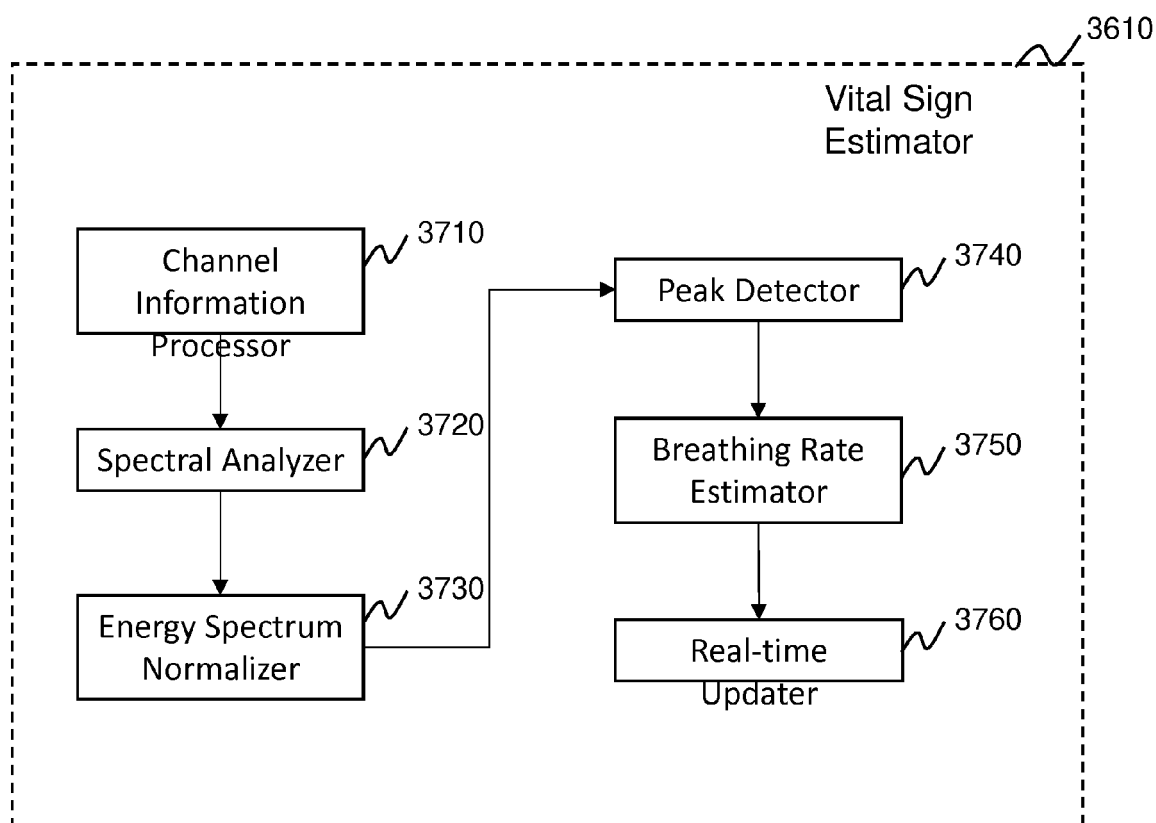 3610
Vital Sign
Estimator
3710
Channel
Information
Processor
3720
Spectral Analyzer
3730
Energy Spectrum
Normalizer
3740
Peak Detector
3750
Breathing Rate
Estimator
3760
Real-time
Updater